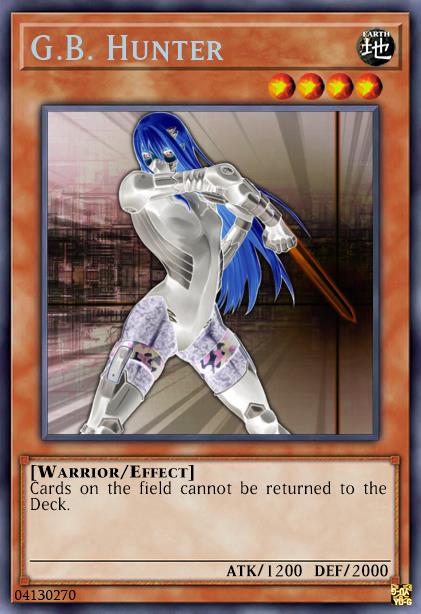 G.B. Hunter
EARTH
地
[Warrior/Effect]
Cards on the field cannot be returned to the
Deck.
ATK/1200 DEF/2000
04130270